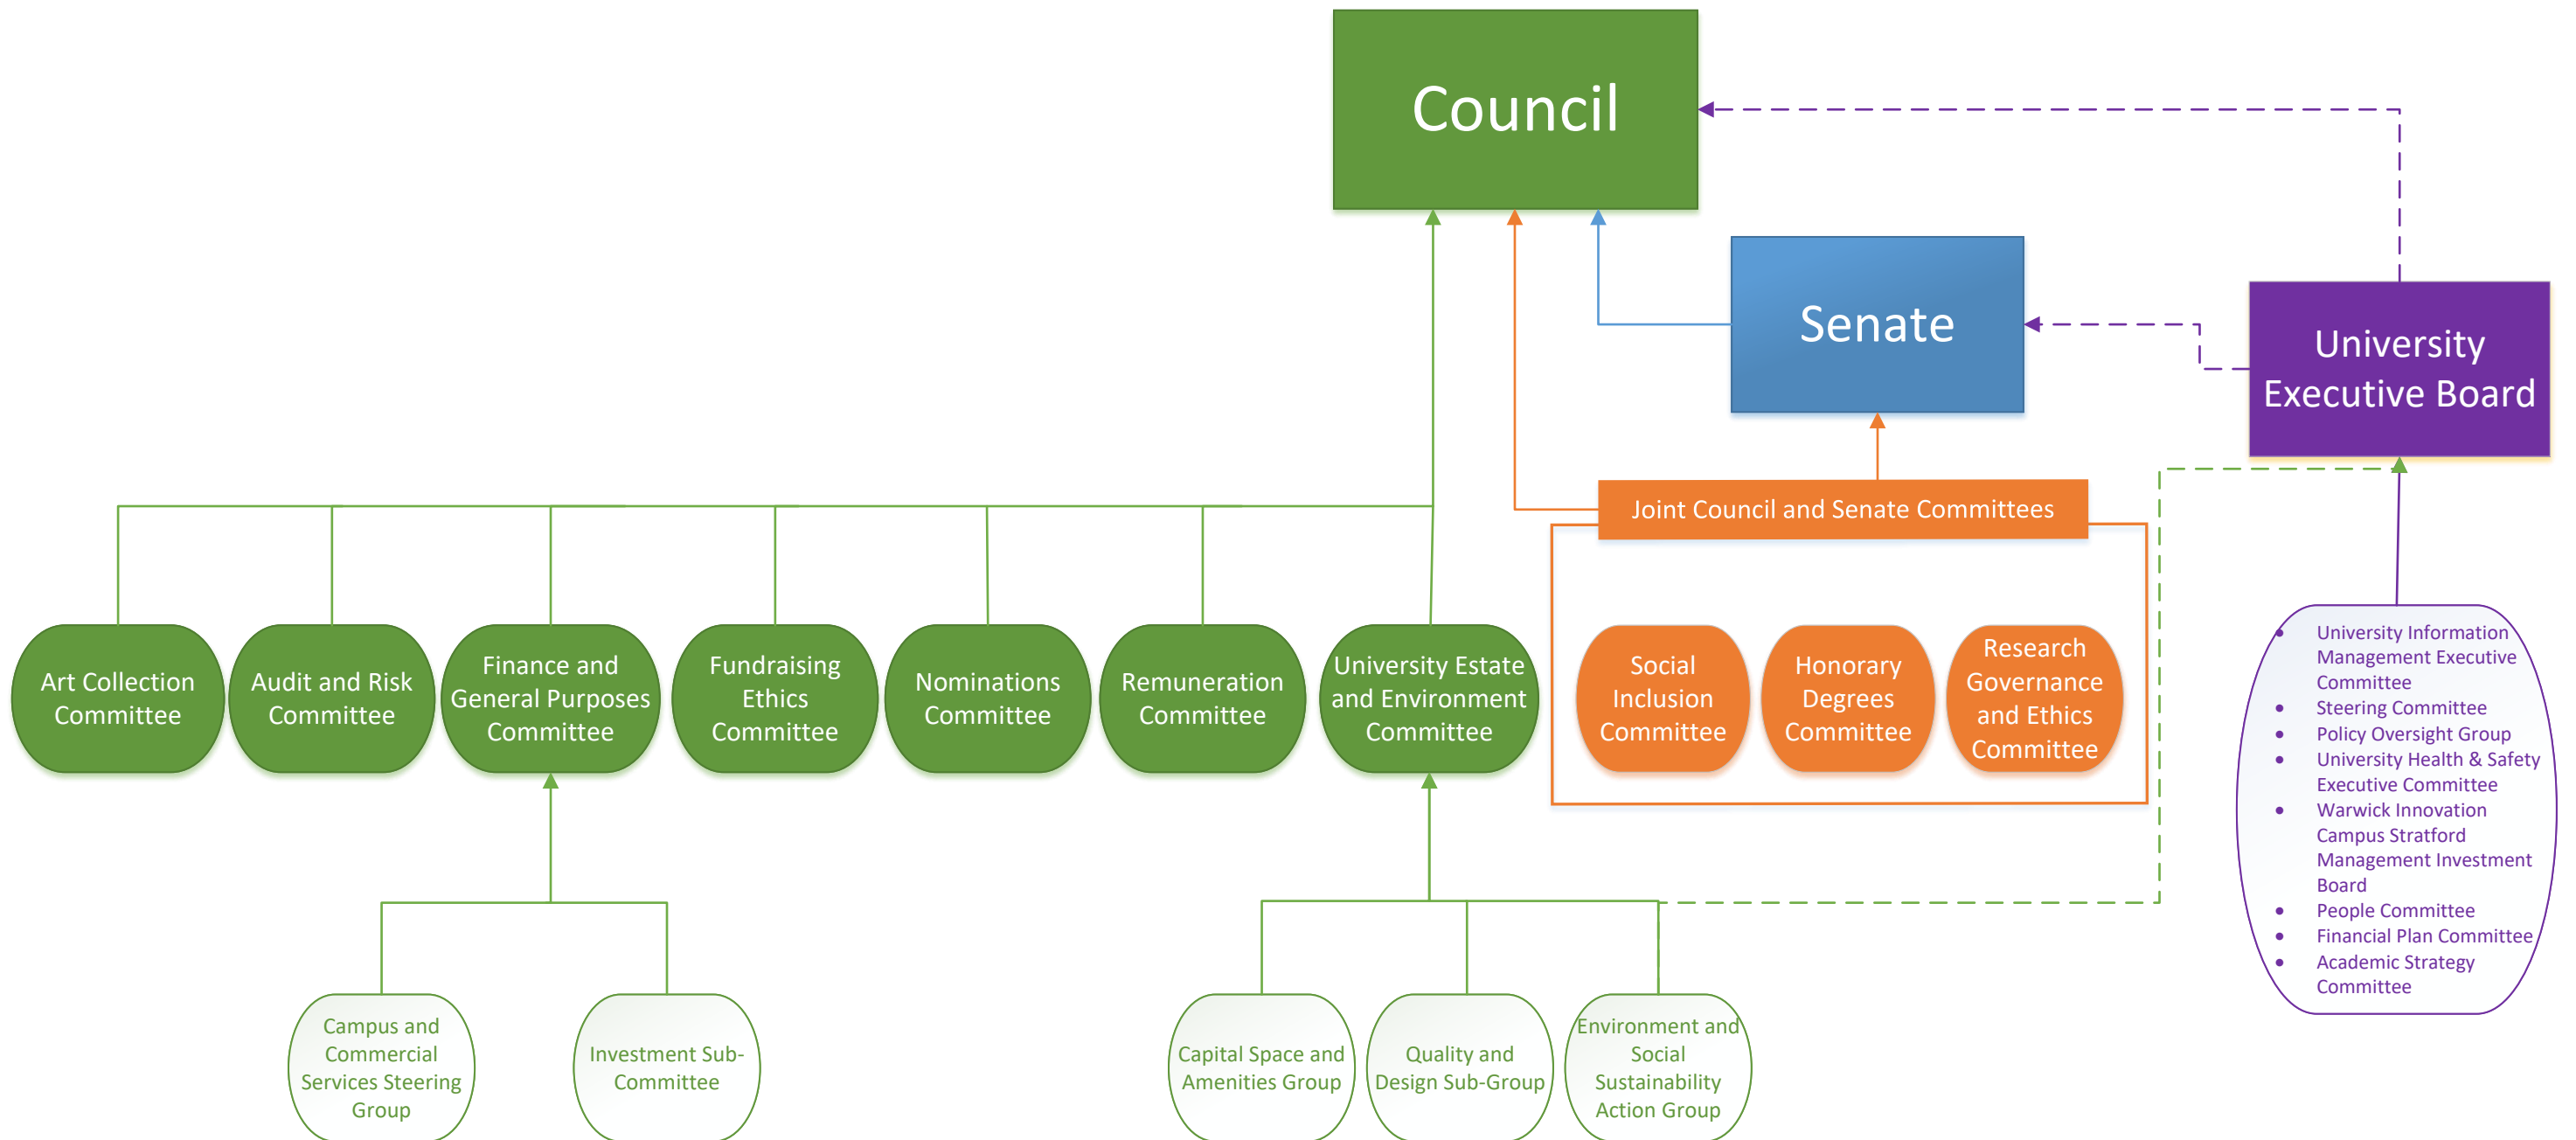 Council
Senate
University
Executive Board
Joint Council and Senate Committees
Art Collection
Committee
Audit and Risk
Committee
Finance and
General Purposes
Committee
Fundraising
Ethics
Committee
Nominations
Committee
Remuneration
Committee
University Estate
and Environment
Committee
Social
Inclusion
Committee
Honorary
Degrees
Committee
Research
Governance
and Ethics
Committee
• University Information
Management Executive
Committee
• Steering Committee
• Policy Oversight Group
• University Health & Safety
Executive Committee
• Warwick Innovation
Campus Stratford
Management Investment
Board
• People Committee
• Financial Plan Committee
• Academic Strategy
Committee
Campus and
Commercial
Services Steering
Group
Investment Sub-
Committee
Capital Space and
Amenities Group
Quality and
Design Sub-Group
Environment and
Social
Sustainability
Action Group